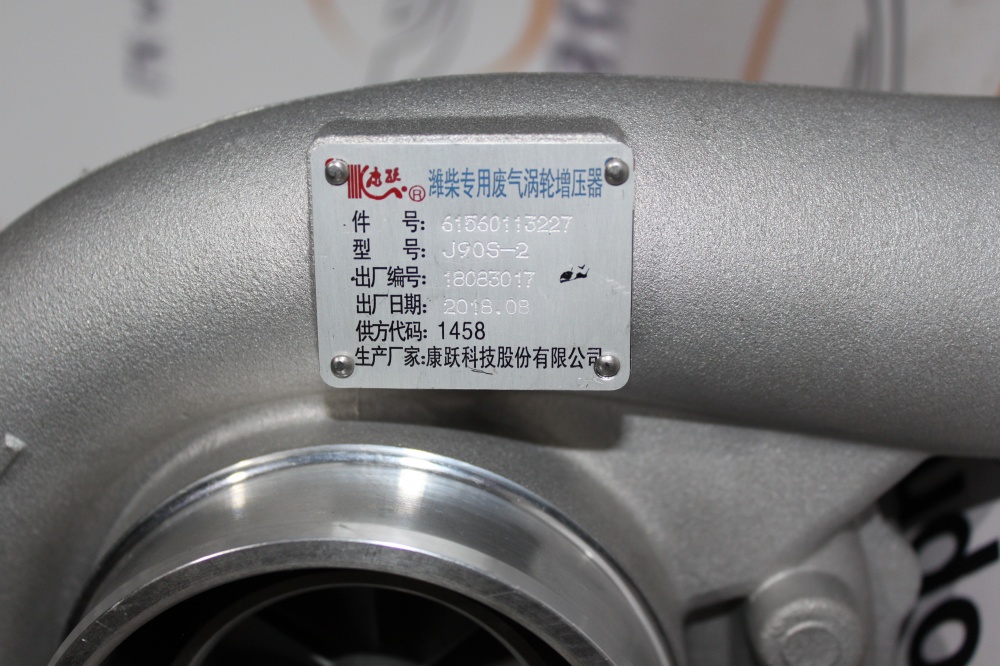 康跃® 潍柴专用废气涡轮增压器
件 号: 61560113227
型 号: J90S-2
出厂编号: 18083017
出厂日期: 2018.08
供方代码: 1458
生产厂家:康跃科技股份有限公司